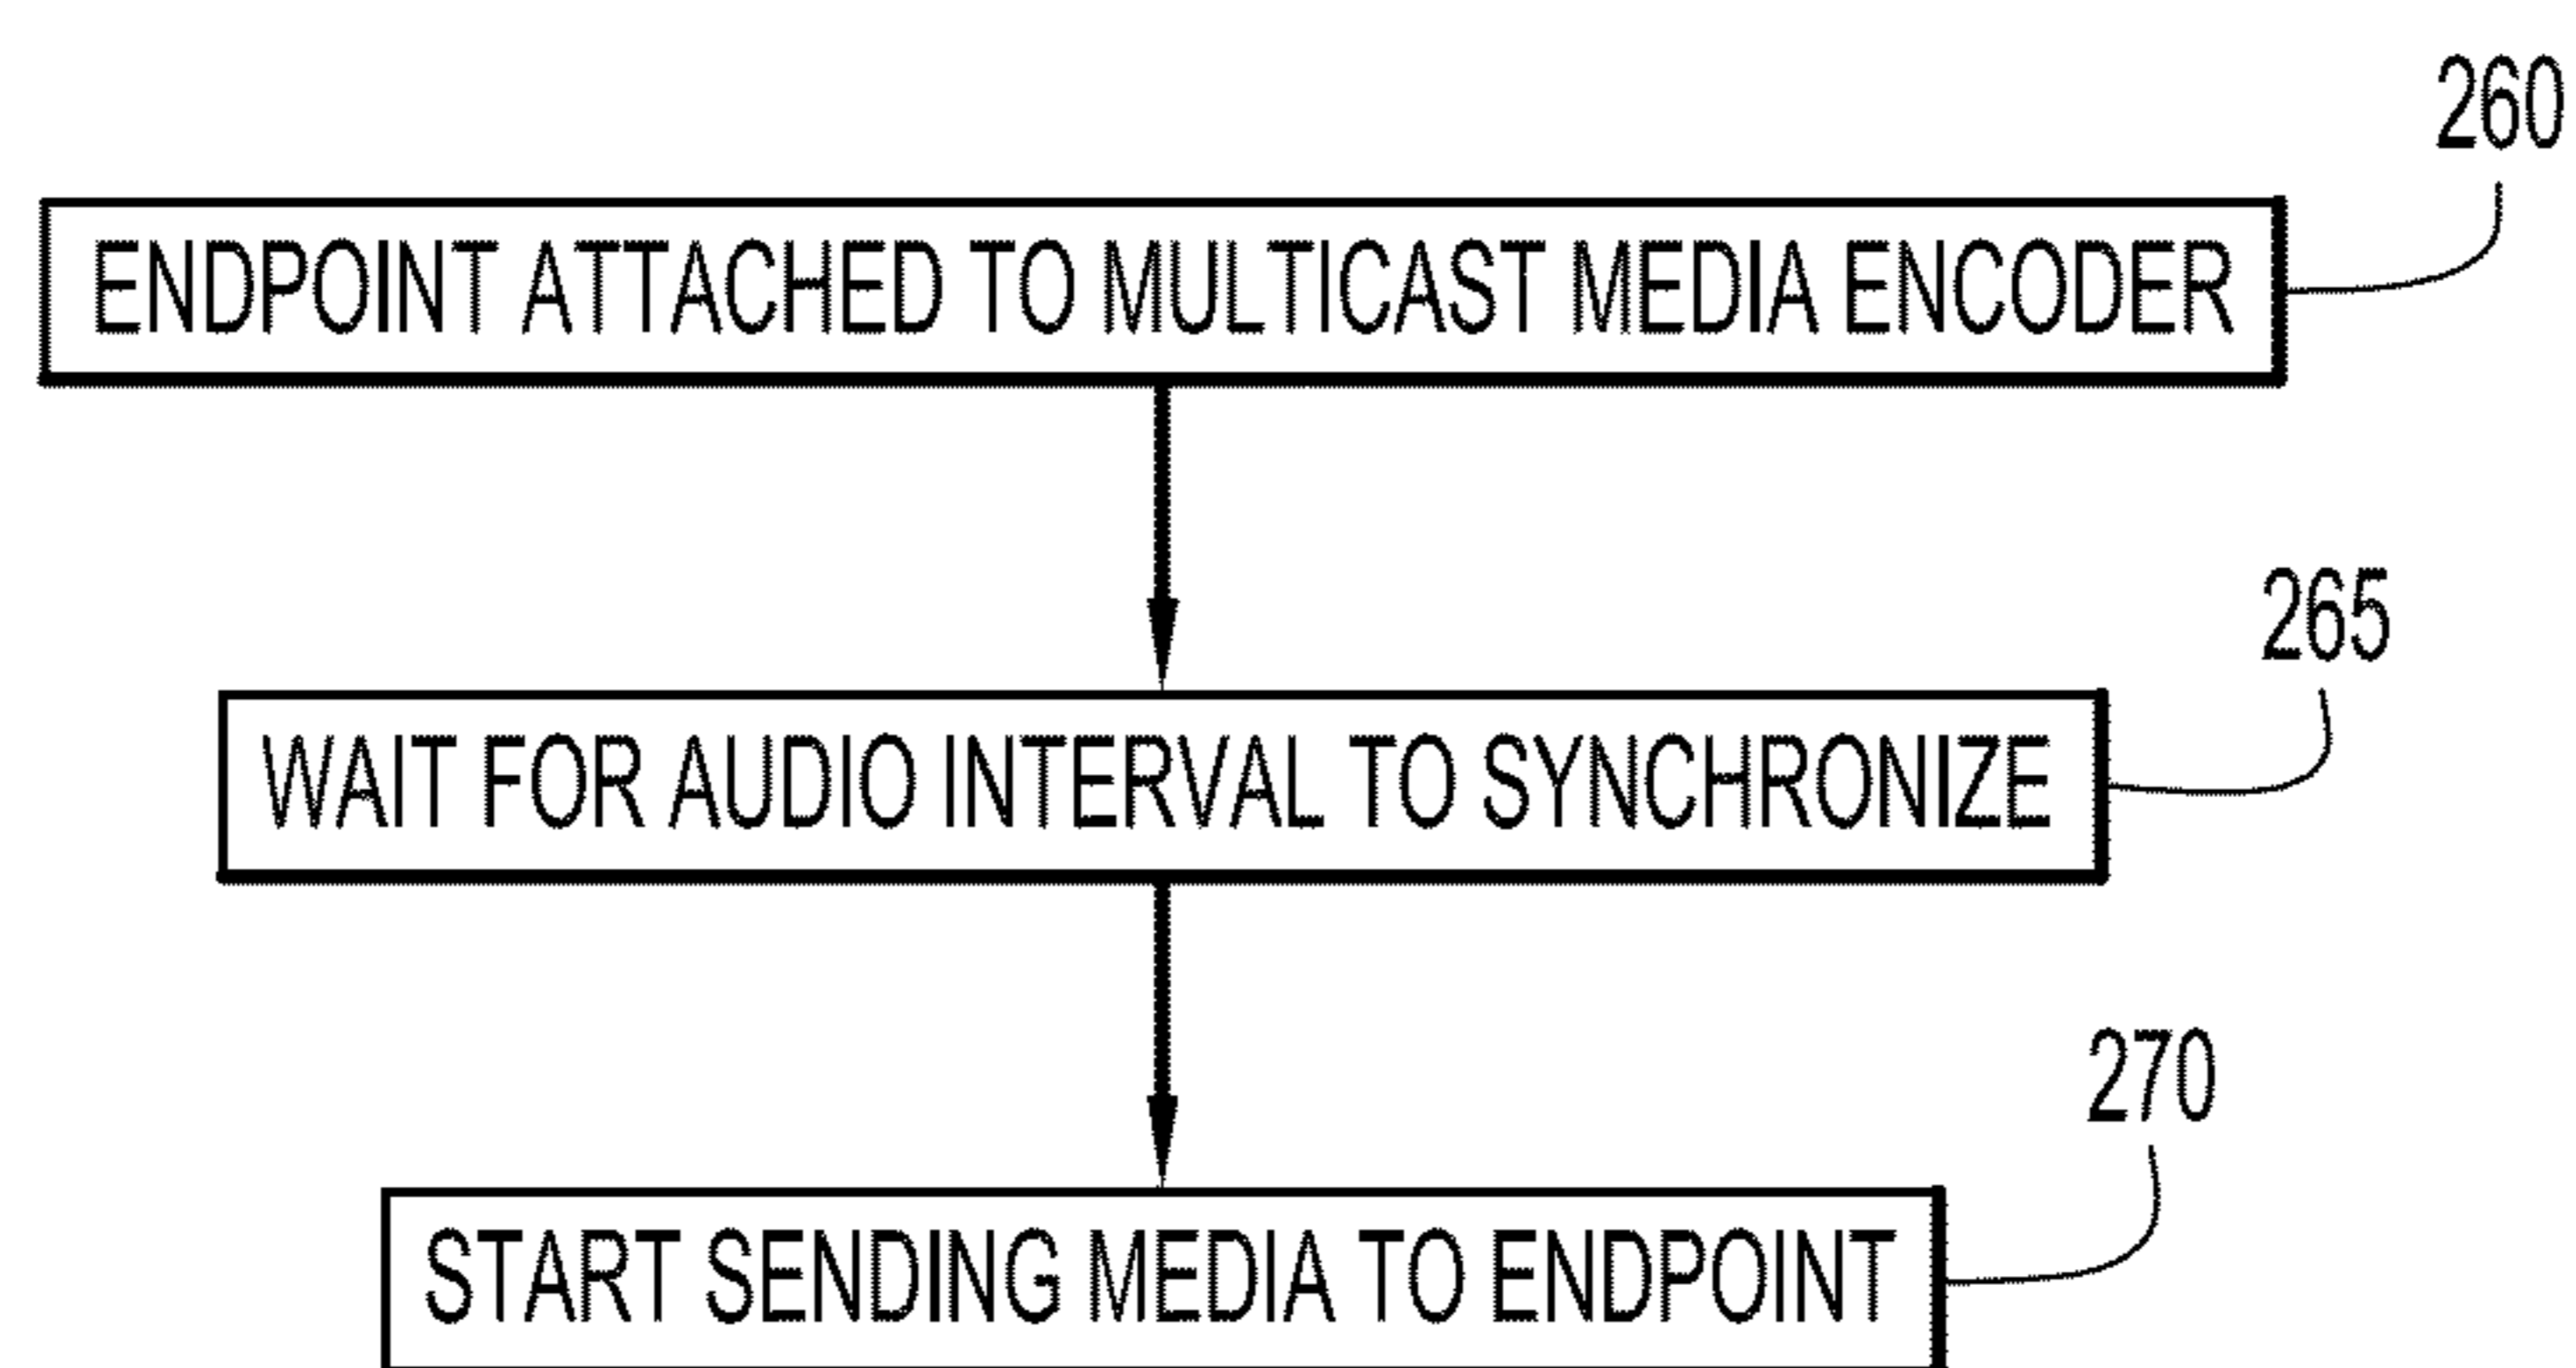 260
ENDPOINT ATTACHED TO MULTICAST MEDIA ENCODER
265
WAIT FOR AUDIO INTERVAL TO SYNCHRONIZE
270
START SENDING MEDIA TO ENDPOINT